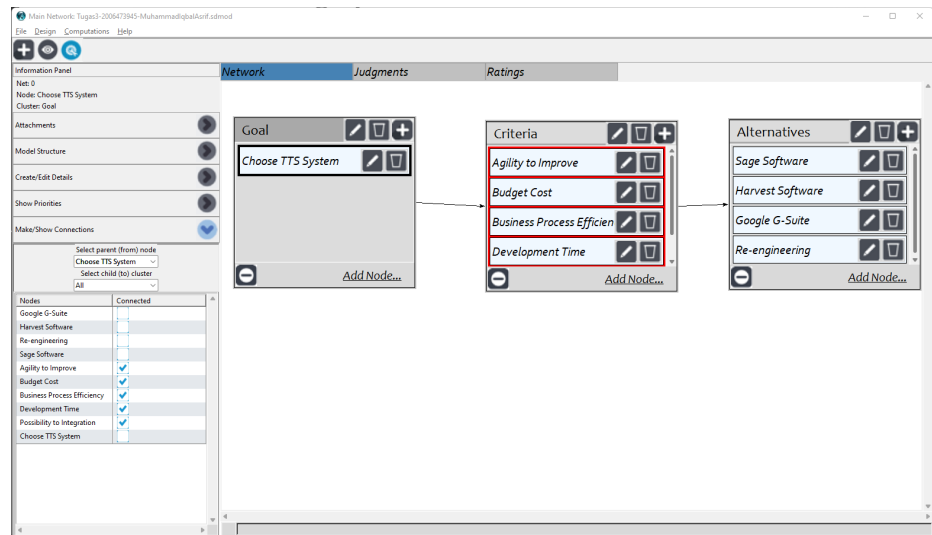 Main Network: Tugas3-2006473945-MuhammadIqbalAsrif.sdmod
File Design Computations Help
Information Panel
Net: 0
Node: Choose TTS System
Cluster: Goal
Attachments
Model Structure
Create/Edit Details
Show Priorities
Make/Show Connections
Select parent (from) node
Choose TTS System
Select child (to) cluster
All
Nodes Connected
Google G-Suite
Harvest Software
Re-engineering
Sage Software
Agility to Improve
Budget Cost
Business Process Efficiency
Development Time
Possibility to Integration
Choose TTS System
Network Judgments Ratings
Goal
Choose TTS System
Add Node...
Criteria
Agility to Improve
Budget Cost
Business Process Efficien
Development Time
Add Node...
Alternatives
Sage Software
Harvest Software
Google G-Suite
Re-engineering
Add Node...